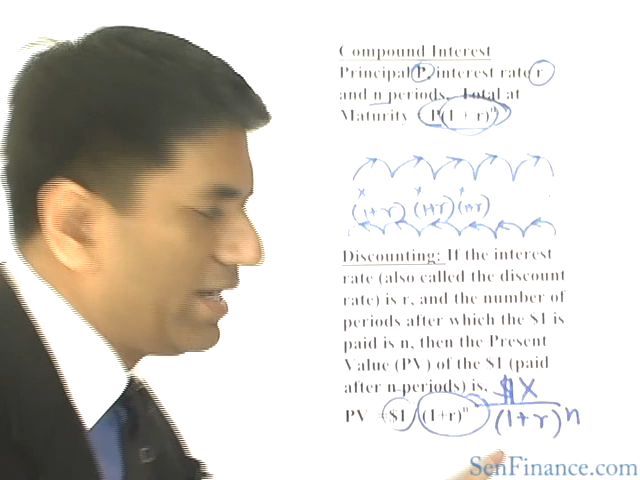 Compound Interest
Principal P, interest rate r
and n periods. Total at
Maturity P(1 + r)^n
x x x
(1+r) (1+r) (1+r)
Discounting: If the interest
rate (also called the discount
rate) is r, and the number of
periods after which the $1 is
paid is n, then the Present
Value (PV) of the $1 (paid
after n periods) is,
$X
PV = $1 / (1+r)^n
(1+r)^n
SenFinance.com